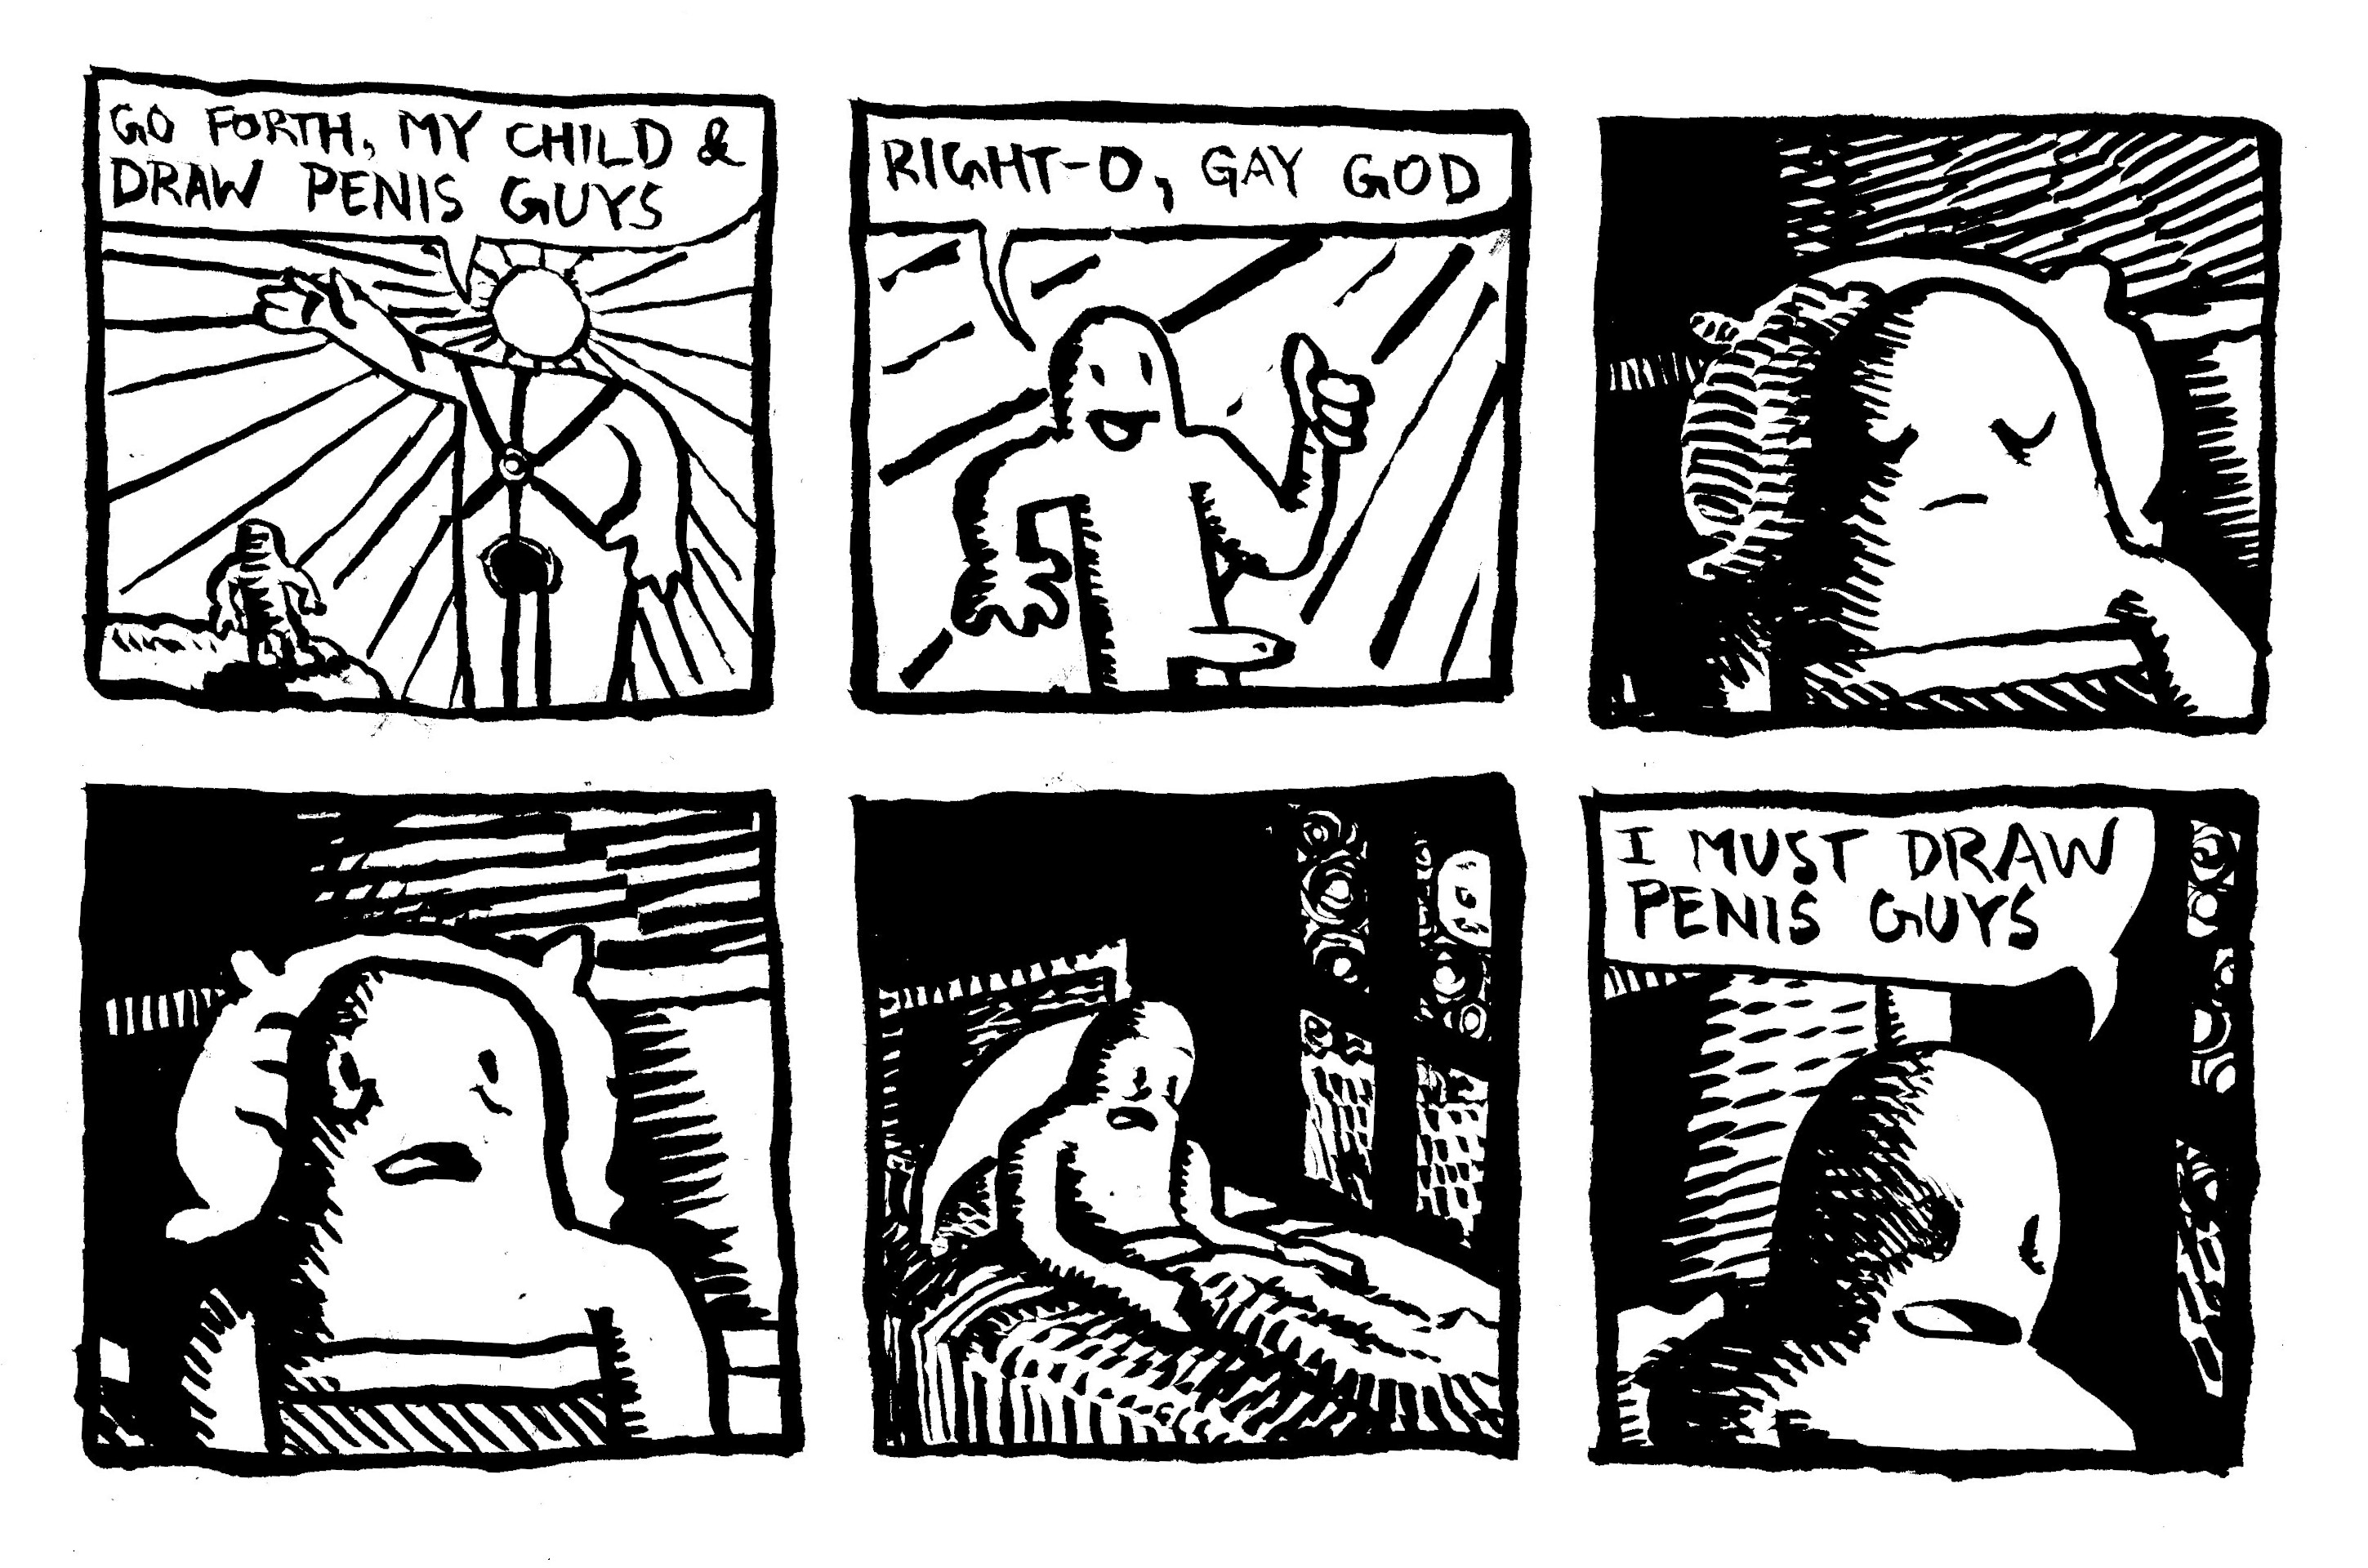 GO FORTH, MY CHILD &
DRAW PENIS GUYS
RIGHT-O, GAY GOD
I MUST DRAW
PENIS GUYS